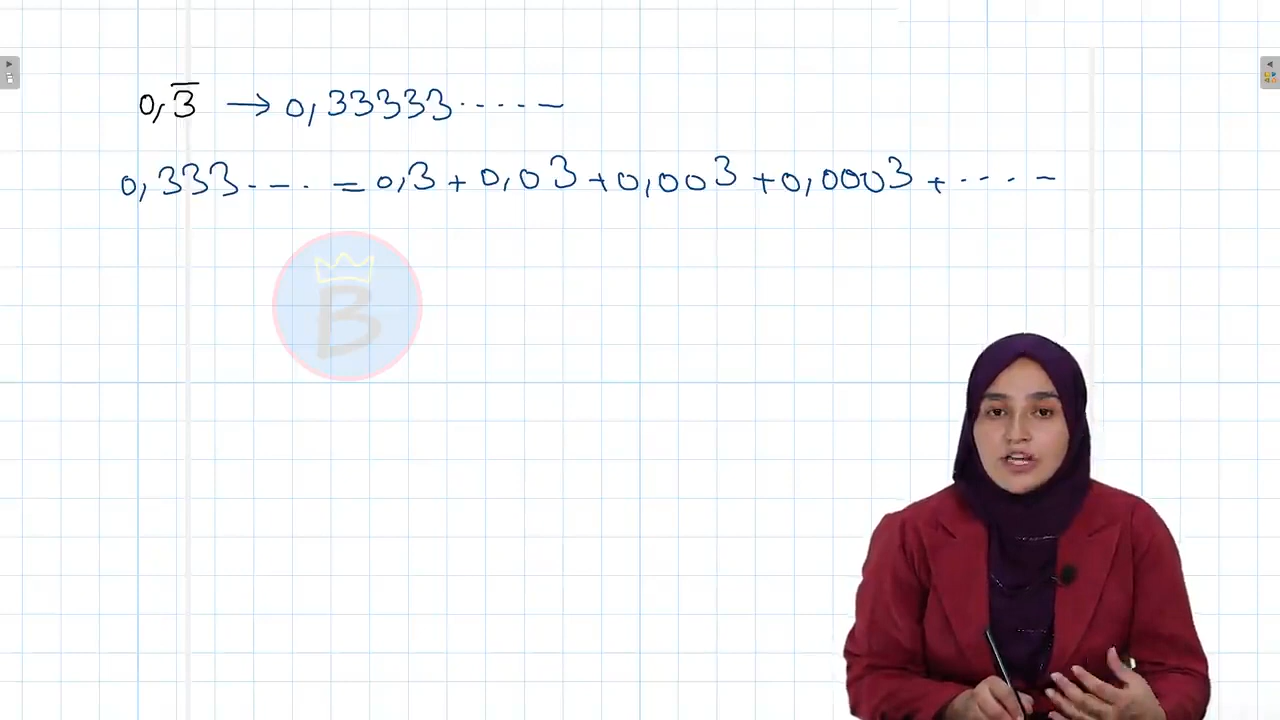 0,3̅ → 0,33333.....–
0,333.--. = 0,3 + 0,03 + 0,003 + 0,0003 + ....–
B